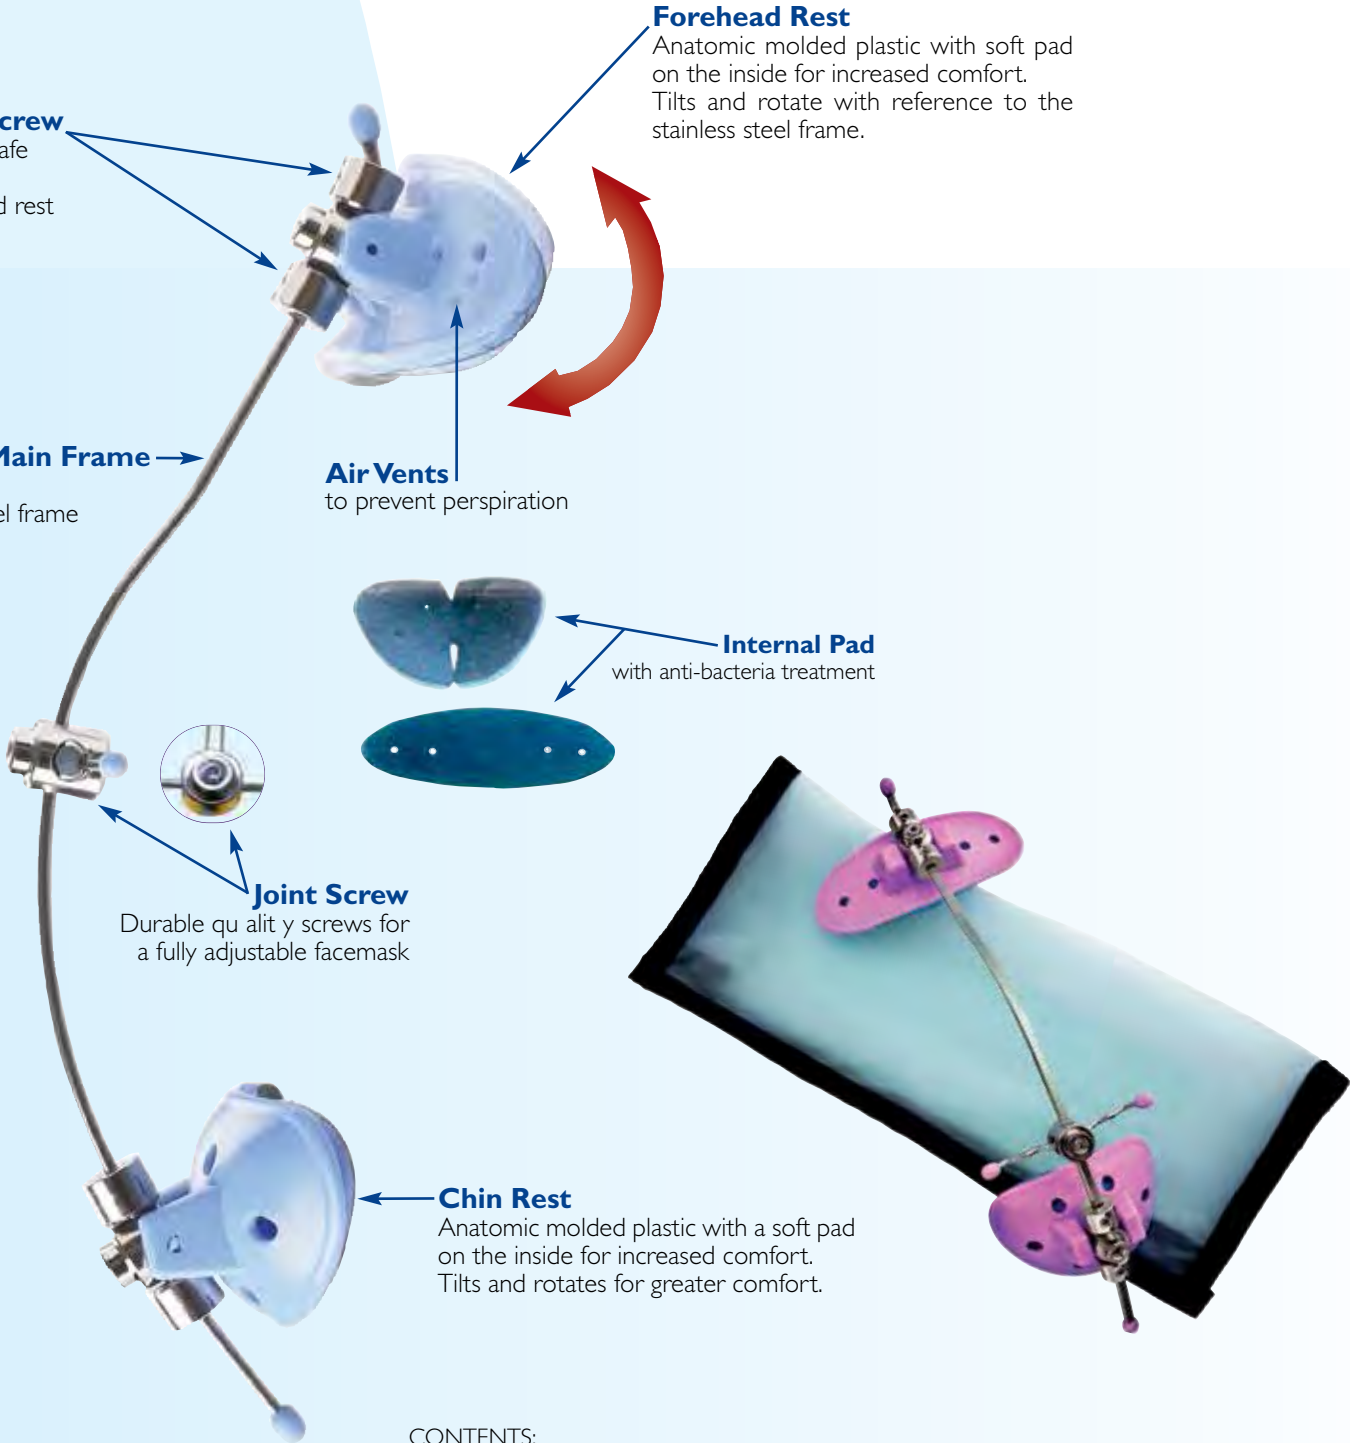 Forehead Rest
Anatomic molded plastic with soft pad
on the inside for increased comfort.
Tilts and rotate with reference to the
stainless steel frame.
crew
afe
d rest
Main Frame
el frame
Air Vents
to prevent perspiration
Internal Pad
with anti-bacteria treatment
Joint Screw
Durable qu alit y screws for
a fully adjustable facemask
Chin Rest
Anatomic molded plastic with a soft pad
on the inside for increased comfort.
Tilts and rotates for greater comfort.
CONTENTS: